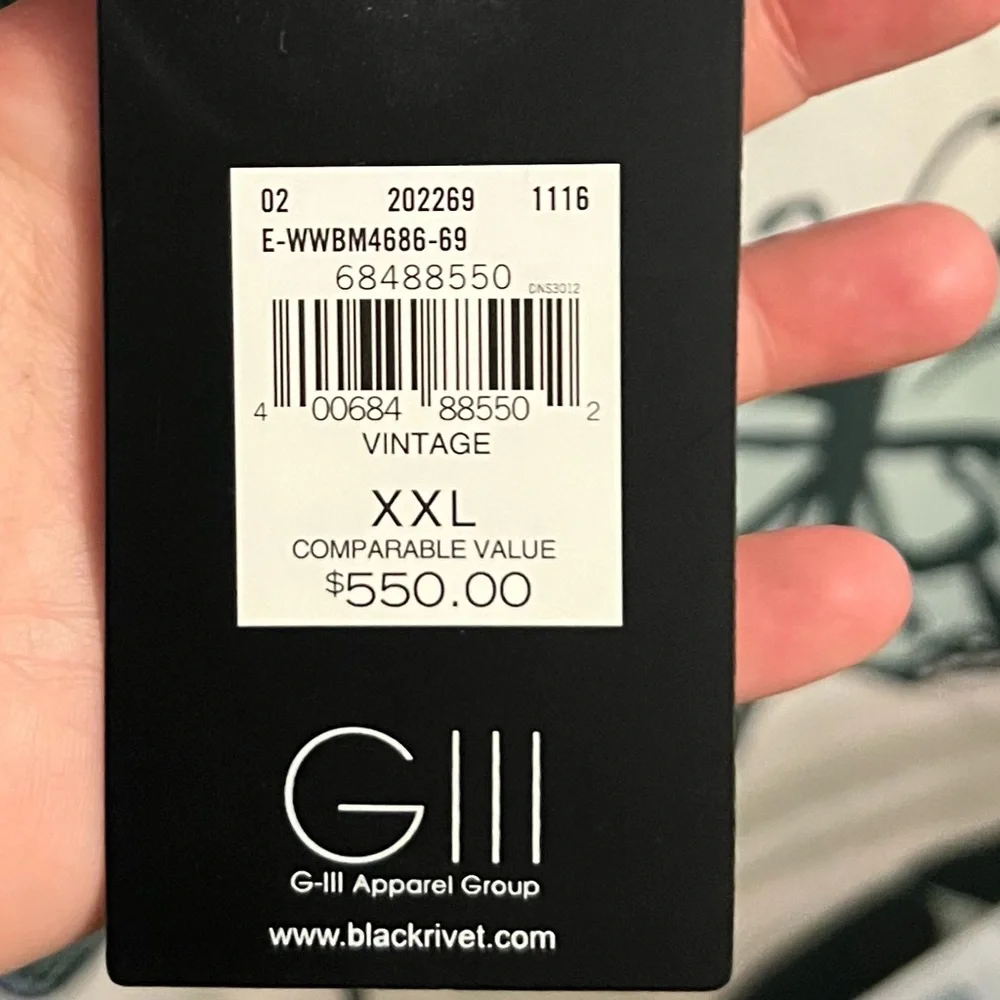 02 202269 1116
E-WWBM4686-69
68488550 DNS3012
4 00684 88550 2
VINTAGE
XXL
COMPARABLE VALUE
$550.00
GIII
G-III Apparel Group
www.blackrivet.com